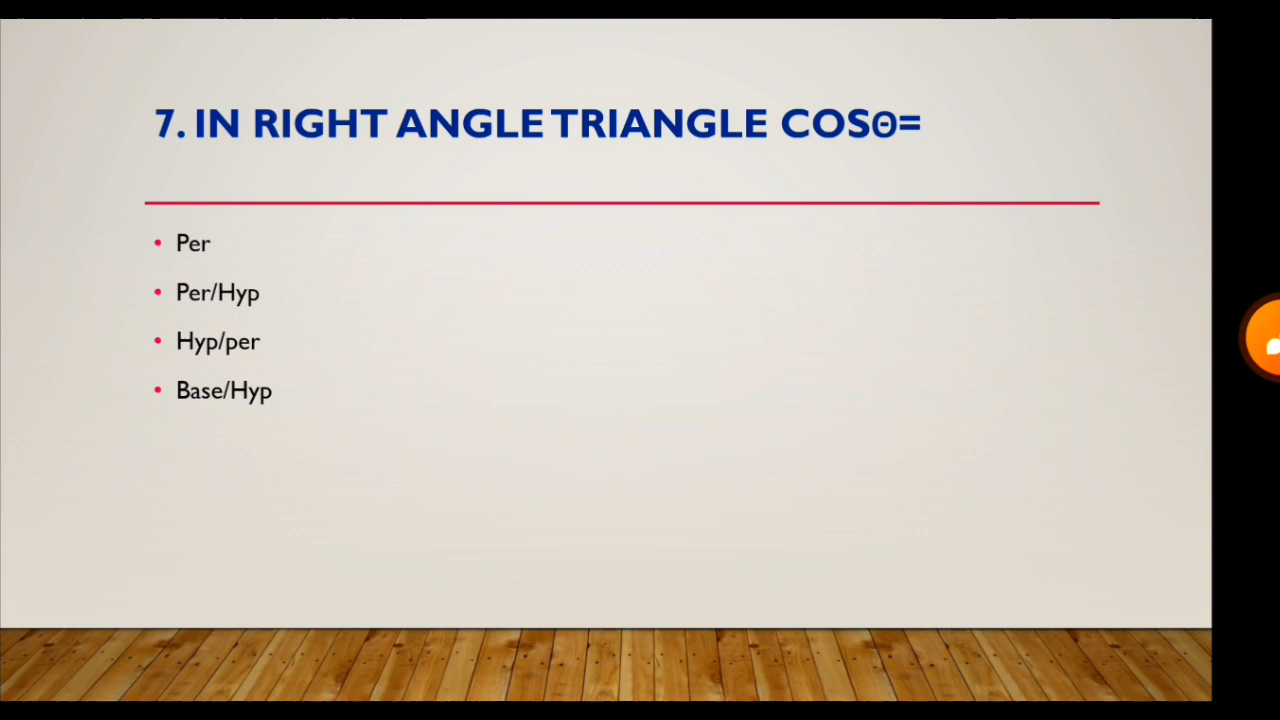 7. IN RIGHT ANGLE TRIANGLE COSΘ=
• Per
• Per/Hyp
• Hyp/per
• Base/Hyp